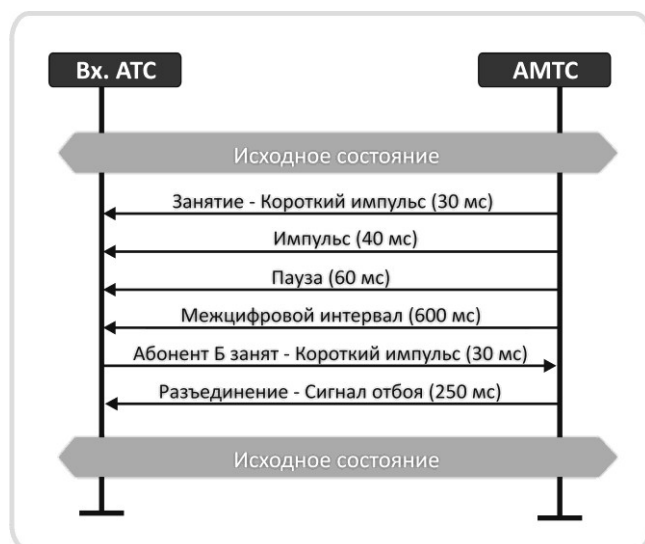 Вх. АТС
АМТС
Исходное состояние
Занятие - Короткий импульс (30 мс)
Импульс (40 мс)
Пауза (60 мс)
Межцифровой интервал (600 мс)
Абонент Б занят - Короткий импульс (30 мс)
Разъединение - Сигнал отбоя (250 мс)
Исходное состояние